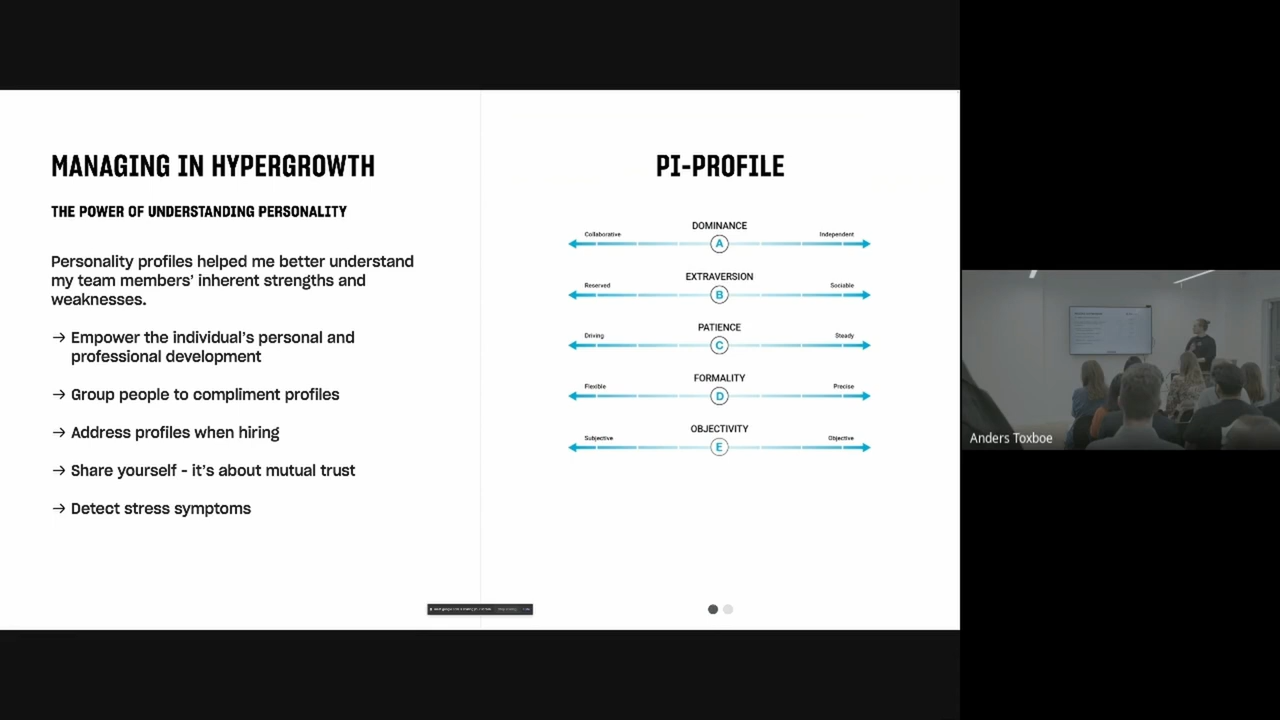 MANAGING IN HYPERGROWTH
THE POWER OF UNDERSTANDING PERSONALITY
Personality profiles helped me better understand
my team members’ inherent strengths and
weaknesses.
→ Empower the individual’s personal and
professional development
→ Group people to compliment profiles
→ Address profiles when hiring
→ Share yourself - it’s about mutual trust
→ Detect stress symptoms
PI-PROFILE
DOMINANCE
Collaborative A Independent
EXTRAVERSION
Reserved B Sociable
PATIENCE
Driving C Steady
FORMALITY
Flexible D Precise
OBJECTIVITY
Subjective E Objective
Anders Toxboe